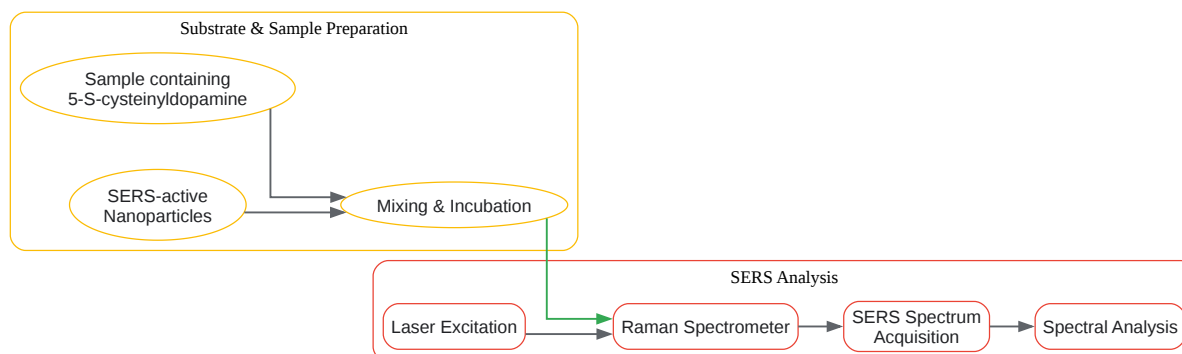 Substrate & Sample Preparation
Sample containing
5-S-cysteinyldopamine
SERS-active
Nanoparticles
Mixing & Incubation
SERS Analysis
Laser Excitation
Raman Spectrometer
SERS Spectrum
Acquisition
Spectral Analysis